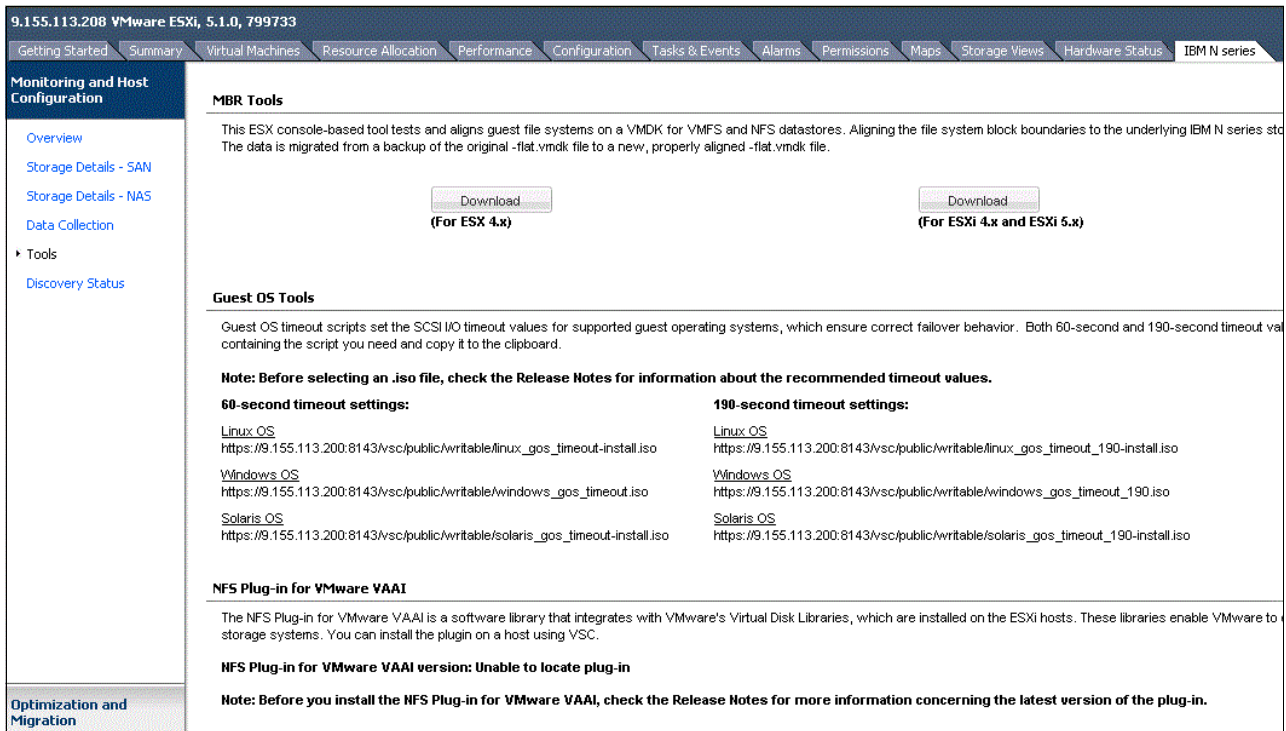 9.155.113.208 VMware ESXi, 5.1.0, 799733
Getting Started Summary Virtual Machines Resource Allocation Performance Configuration Tasks & Events Alarms Permissions Maps Storage Views Hardware Status IBM N series
Monitoring and Host
Configuration
Overview
Storage Details - SAN
Storage Details - NAS
Data Collection
Tools
Discovery Status
Optimization and
Migration
MBR Tools
This ESX console-based tool tests and aligns guest file systems on a VMDK for VMFS and NFS datastores. Aligning the file system block boundaries to the underlying IBM N series sto
The data is migrated from a backup of the original -flat.vmdk file to a new, properly aligned -flat.vmdk file.
Download Download
(For ESX 4.x) (For ESXi 4.x and ESXi 5.x)
Guest OS Tools
Guest OS timeout scripts set the SCSI I/O timeout values for supported guest operating systems, which ensure correct failover behavior. Both 60-second and 190-second timeout val
containing the script you need and copy it to the clipboard.
Note: Before selecting an .iso file, check the Release Notes for information about the recommended timeout values.
60-second timeout settings: 190-second timeout settings:
Linux OS Linux OS
https://9.155.113.200:8143/vsc/public/writable/linux_gos_timeout-install.iso https://9.155.113.200:8143/vsc/public/writable/linux_gos_timeout_190-install.iso
Windows OS Windows OS
https://9.155.113.200:8143/vsc/public/writable/windows_gos_timeout.iso https://9.155.113.200:8143/vsc/public/writable/windows_gos_timeout_190.iso
Solaris OS Solaris OS
https://9.155.113.200:8143/vsc/public/writable/solaris_gos_timeout-install.iso https://9.155.113.200:8143/vsc/public/writable/solaris_gos_timeout_190-install.iso
NFS Plug-in for VMware VAAI
The NFS Plug-in for VMware VAAI is a software library that integrates with VMware's Virtual Disk Libraries, which are installed on the ESXi hosts. These libraries enable VMware to
storage systems. You can install the plugin on a host using VSC.
NFS Plug-in for VMware VAAI version: Unable to locate plug-in
Note: Before you install the NFS Plug-in for VMware VAAI, check the Release Notes for more information concerning the latest version of the plug-in.